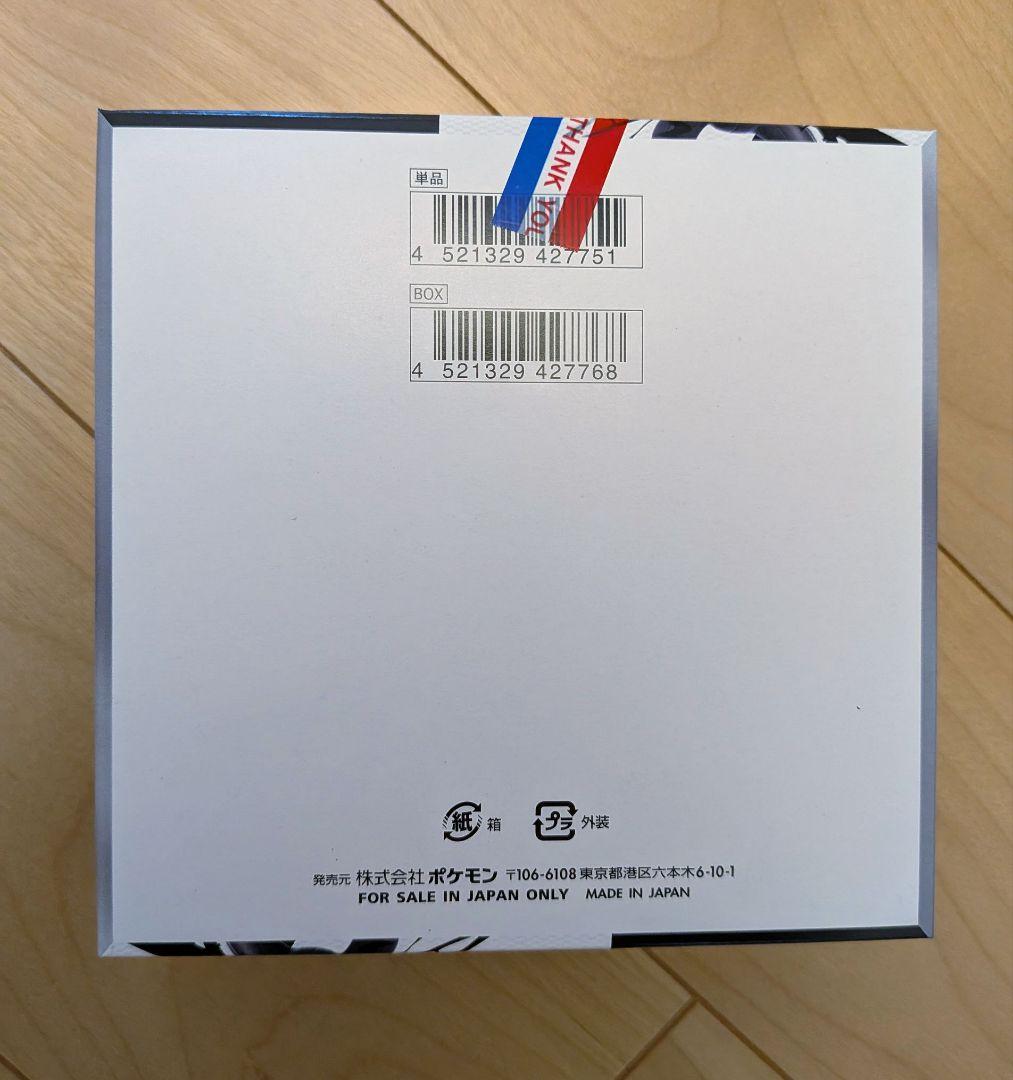 THANK YOU
単品
4 521329 427751
BOX
4 521329 427768
紙 箱
プラ 外装
発売元 株式会社ポケモン 〒106-6108 東京都港区六本木6-10-1
FOR SALE IN JAPAN ONLY MADE IN JAPAN